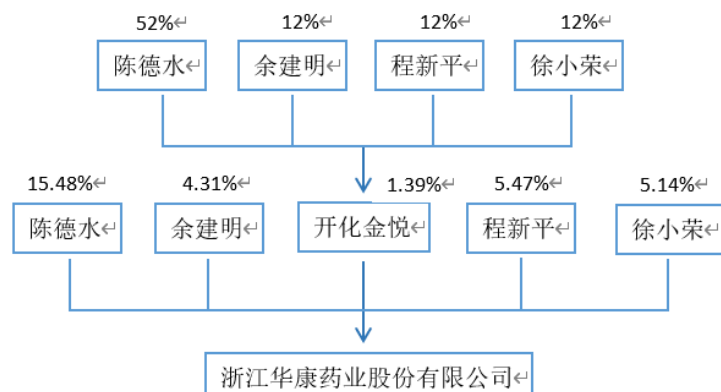 52% 12% 12% 12%
陈德水 余建明 程新平 徐小荣
15.48% 4.31% 1.39% 5.47% 5.14%
陈德水 余建明 开化金悦 程新平 徐小荣
浙江华康药业股份有限公司